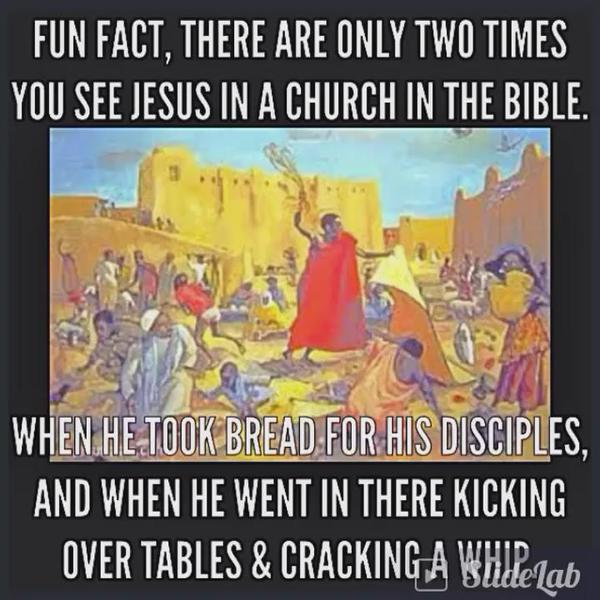 FUN FACT, THERE ARE ONLY TWO TIMES
YOU SEE JESUS IN A CHURCH IN THE BIBLE.
WHEN HE TOOK BREAD FOR HIS DISCIPLES,
AND WHEN HE WENT IN THERE KICKING
OVER TABLES & CRACKING A WHIP
SlideLab